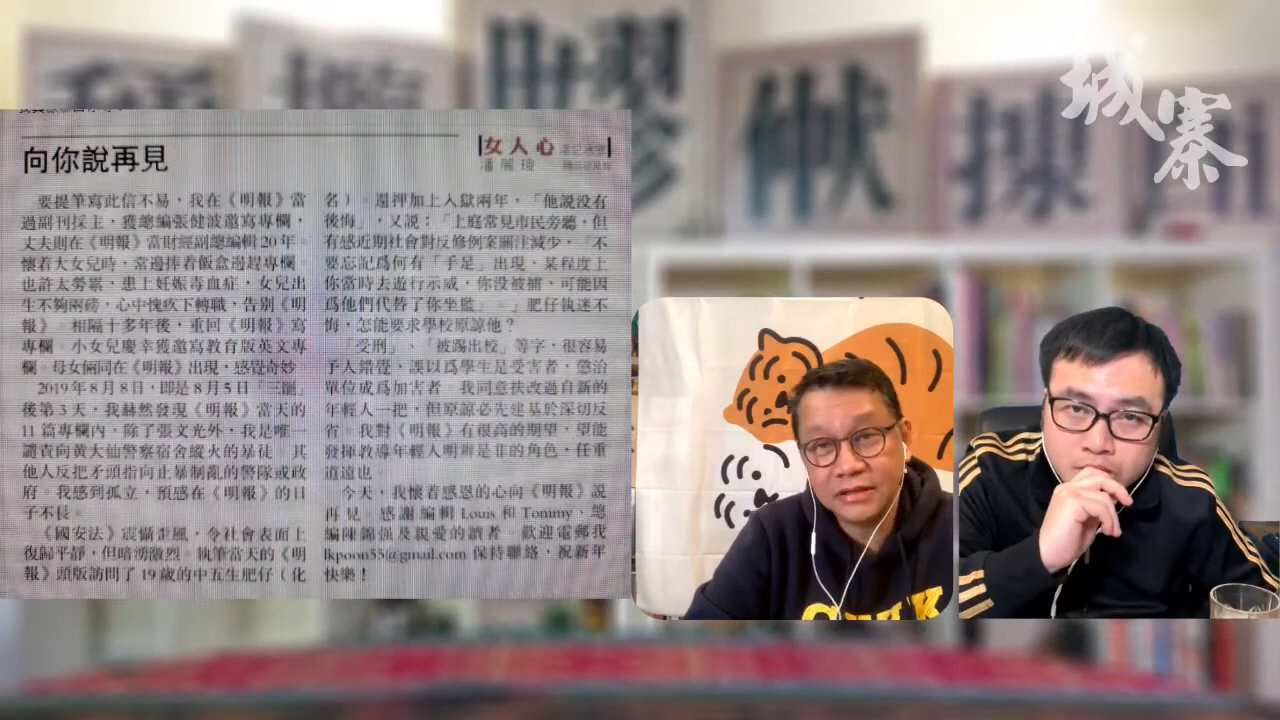 向你說再見
女人心
潘麗瓊
要提筆寫此信不易，我在《明報》當
過副刊採主，獲總編張健波邀寫專欄，
丈夫則在《明報》當財經副總編輯20年。
懷着大女兒時，當邊捧着飯盒邊趕專欄，
也許太勞累，患上妊娠毒血症，女兒出
生不夠兩磅，心中愧疚下轉職，告別《明
報》。相隔十多年後，重回《明報》寫
專欄。小女兒慶幸獲邀寫教育版英文專
欄。母女倆同在《明報》出現，感覺奇妙
2019年8月8日，即是8月5日「三罷」
後第3天，我赫然發現《明報》當天的
11篇專欄內，除了張文光外，我是唯一
譴責向黃大仙警察宿舍縱火的暴徒，其
他人反把矛頭指向止暴制亂的警隊或政
府。我感到孤立，預感在《明報》的日
子不長。
《國安法》震懾歪風，令社會表面上
復歸平靜，但暗湧激烈。執筆當天的《明
報》頭版訪問了19歲的中五生肥仔（化
名）。還押加上入獄兩年，「他說沒有
後悔」，又說：「上庭常見市民旁聽，但
有感近期社會對反修例案關注減少，「不
要忘記為何有「手足」出現，某程度上
你當時去遊行示威，你沒被捕，可能因
為他們代替了你坐監。」肥仔執迷不
悔，怎能要求學校原諒他？
「受刑」、「被踢出校」等字，很容易
予人錯覺，誤以為學生是受害者，懲治
單位成為加害者。我同意扶改過自新的
年輕人一把，但原諒必先建基於深切反
省。我對《明報》有很高的期望，望能
發揮教導年輕人明辨是非的角色，任重
道遠也
今天，我懷着感恩的心向《明報》說
再見。感謝編輯Louis和Tommy、總
編陳錦强及親愛的讀者。歡迎電郵我
lkpoon55@gmail.com保持聯絡，祝新年
快樂！
城寨